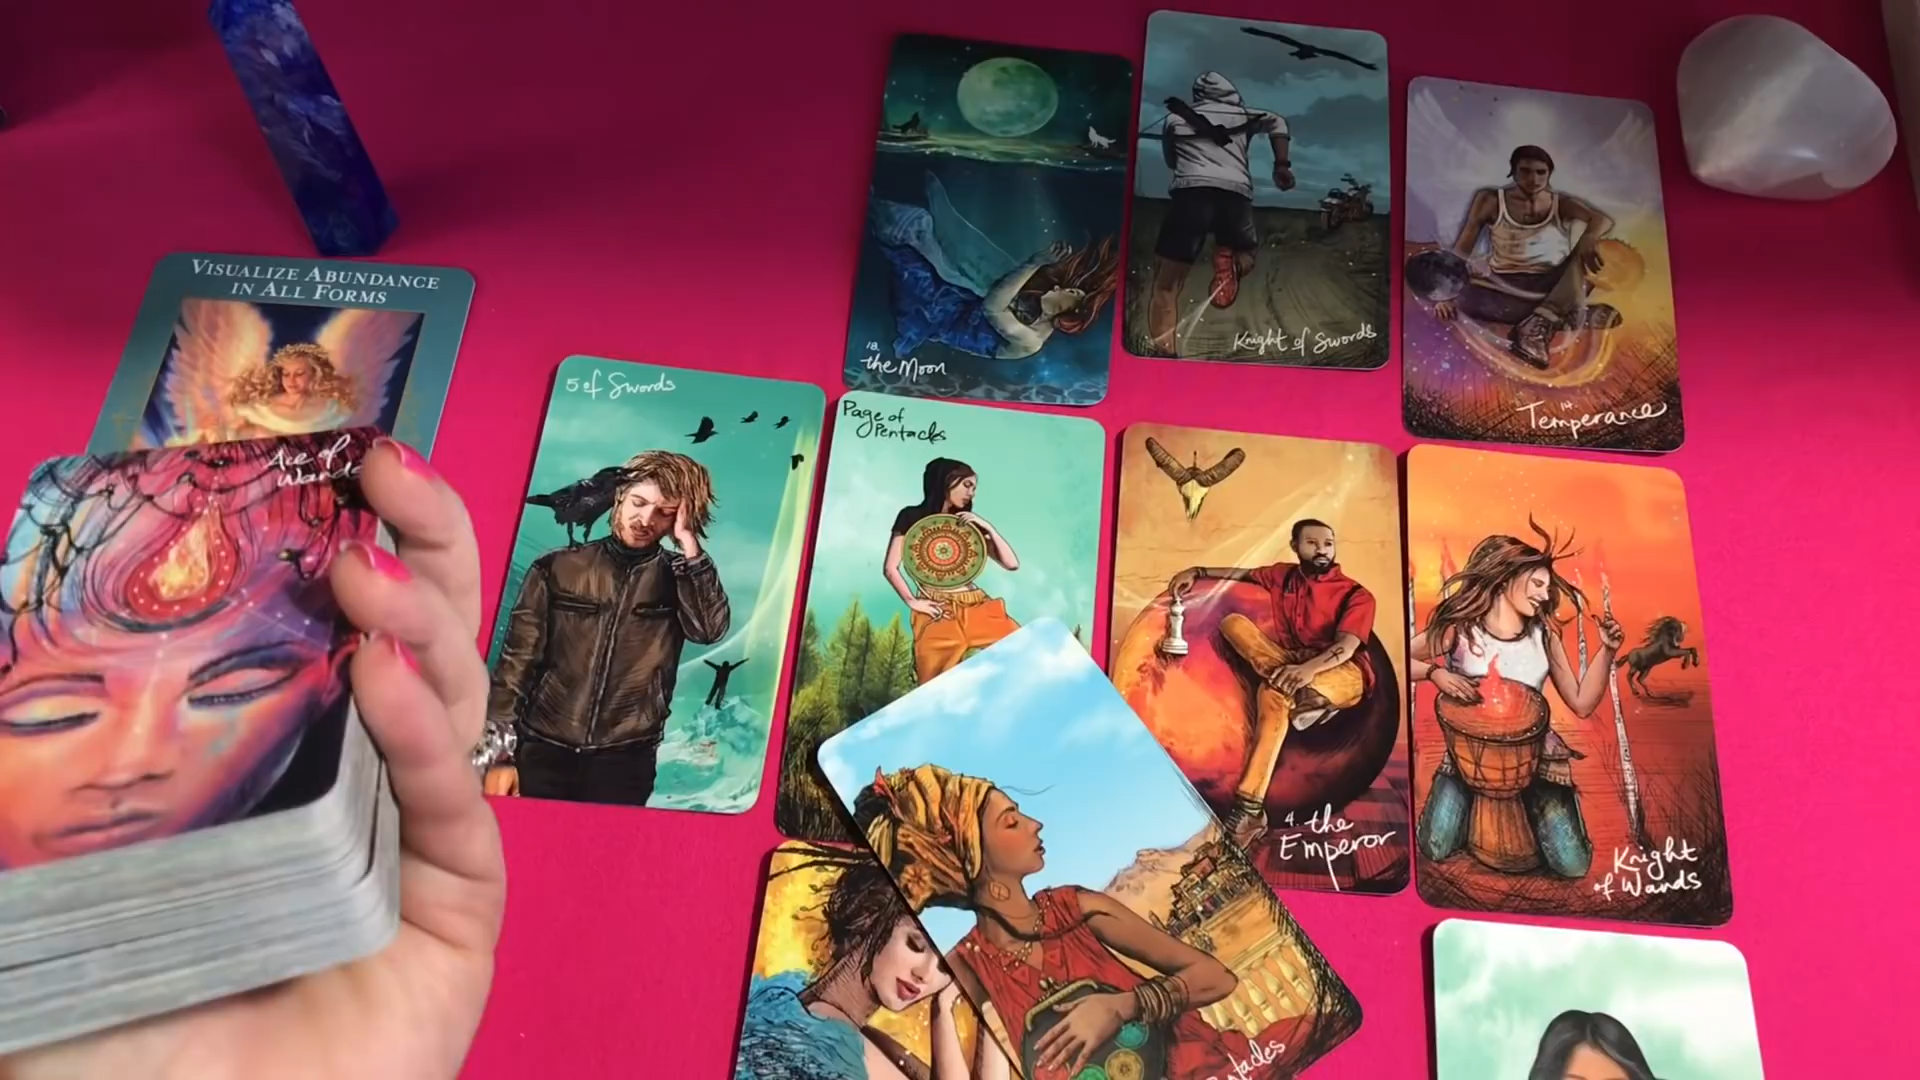 VISUALIZE ABUNDANCE
IN ALL FORMS
Ace of
Wands
5 of Swords
18.
the Moon
Knight of Swords
14.
Temperance
Page of
Pentacles
4. the
Emperor
Knight
of Wands